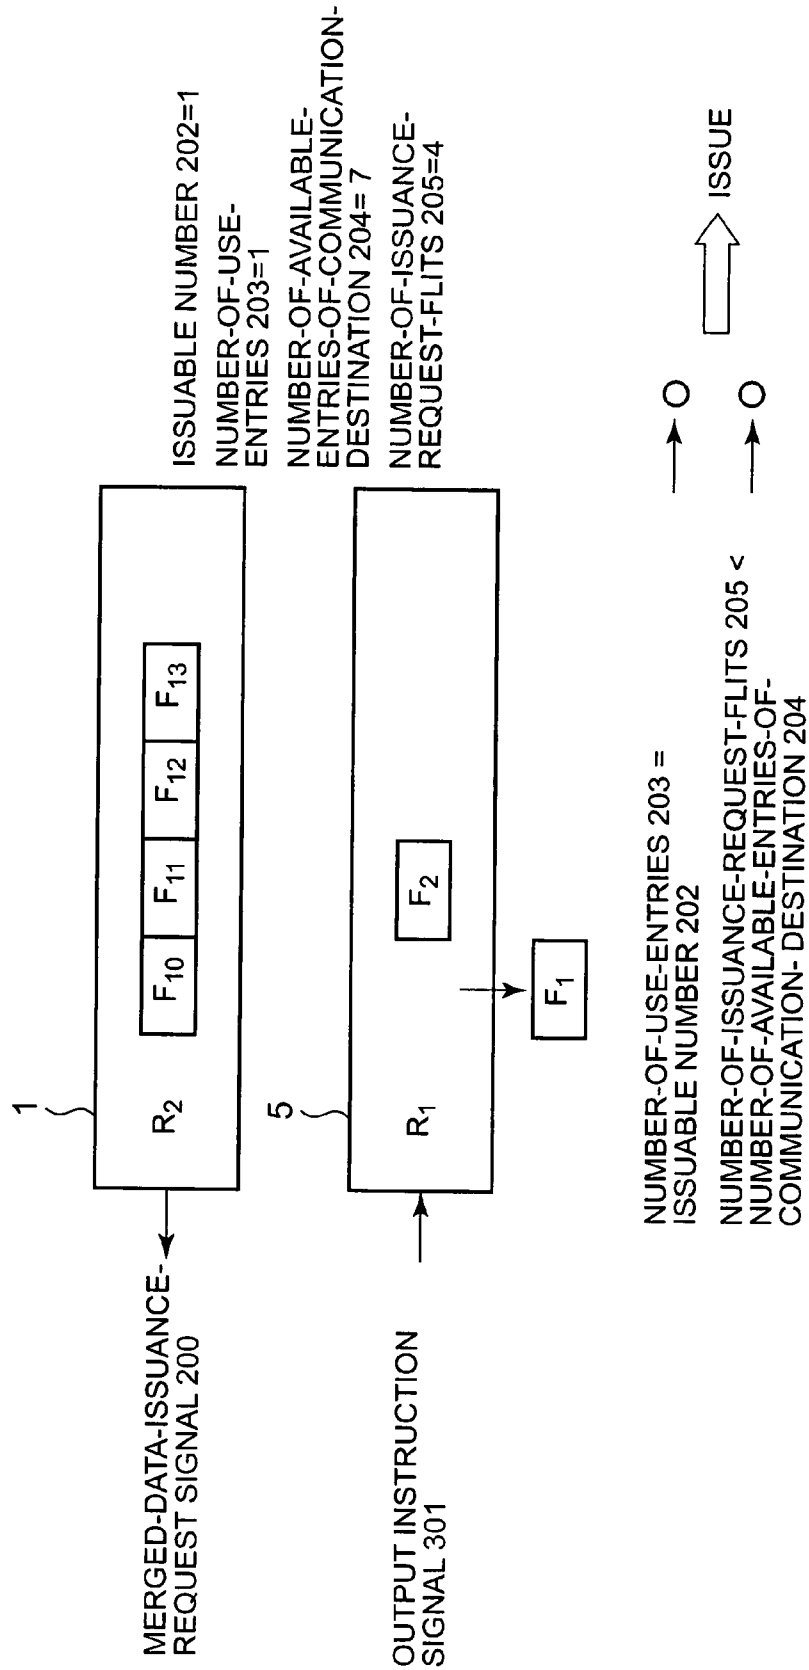 1
R2
F10
F11
F12
F13
MERGED-DATA-ISSUANCE-
REQUEST SIGNAL 200
ISSUABLE NUMBER 202=1
NUMBER-OF-USE-
ENTRIES 203=1
NUMBER-OF-AVAILABLE-
ENTRIES-OF-COMMUNICATION-
DESTINATION 204= 7
NUMBER-OF-ISSUANCE-
REQUEST-FLITS 205=4
5
R1
F2
F1
OUTPUT INSTRUCTION
SIGNAL 301
NUMBER-OF-USE-ENTRIES 203 =
ISSUABLE NUMBER 202
NUMBER-OF-ISSUANCE-REQUEST-FLITS 205 <
NUMBER-OF-AVAILABLE-ENTRIES-OF-
COMMUNICATION- DESTINATION 204
O
O
ISSUE